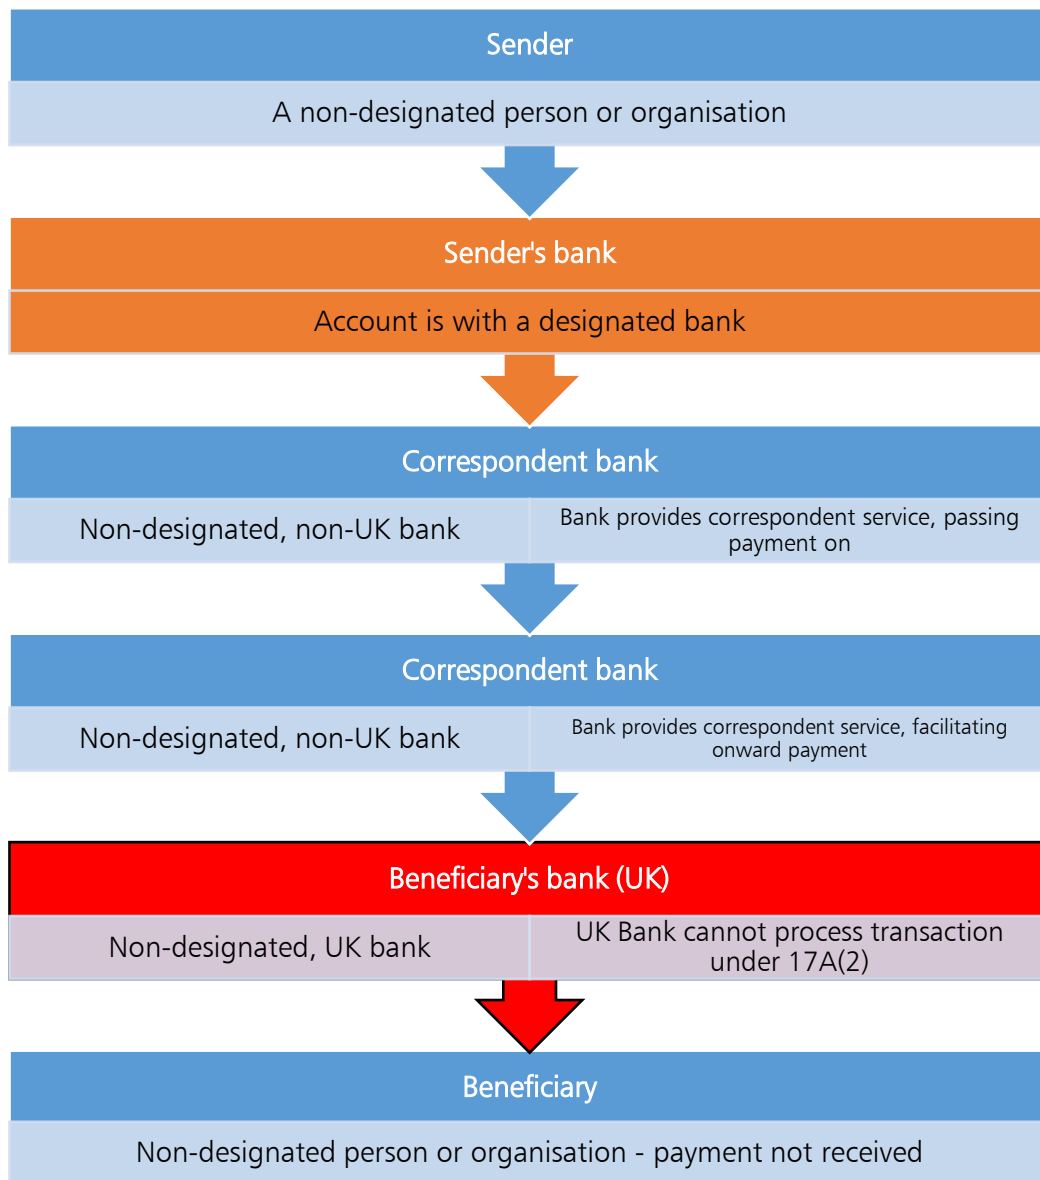 Sender
A non-designated person or organisation
Sender's bank
Account is with a designated bank
Correspondent bank
Non-designated, non-UK bank
Bank provides correspondent service, passing
payment on
Correspondent bank
Non-designated, non-UK bank
Bank provides correspondent service, facilitating
onward payment
Beneficiary's bank (UK)
Non-designated, UK bank
UK Bank cannot process transaction
under 17A(2)
Beneficiary
Non-designated person or organisation - payment not received